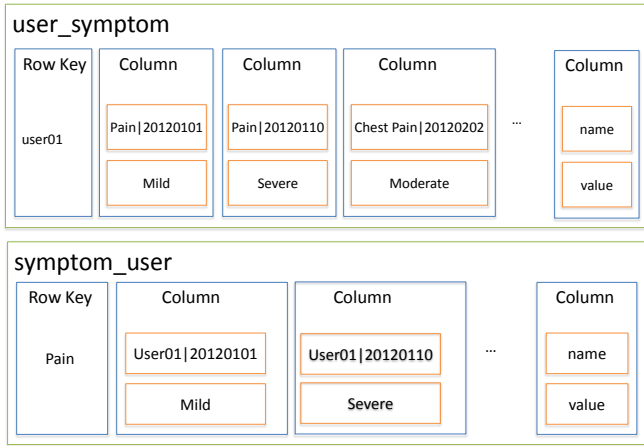 user_symptom
Row Key Column Column Column Column
Pain|20120101 Pain|20120110 Chest Pain|20120202 ... name
user01
Mild Severe Moderate value
symptom_user
Row Key Column Column Column
Pain User01|20120101 User01|20120110 ... name
Mild Severe value